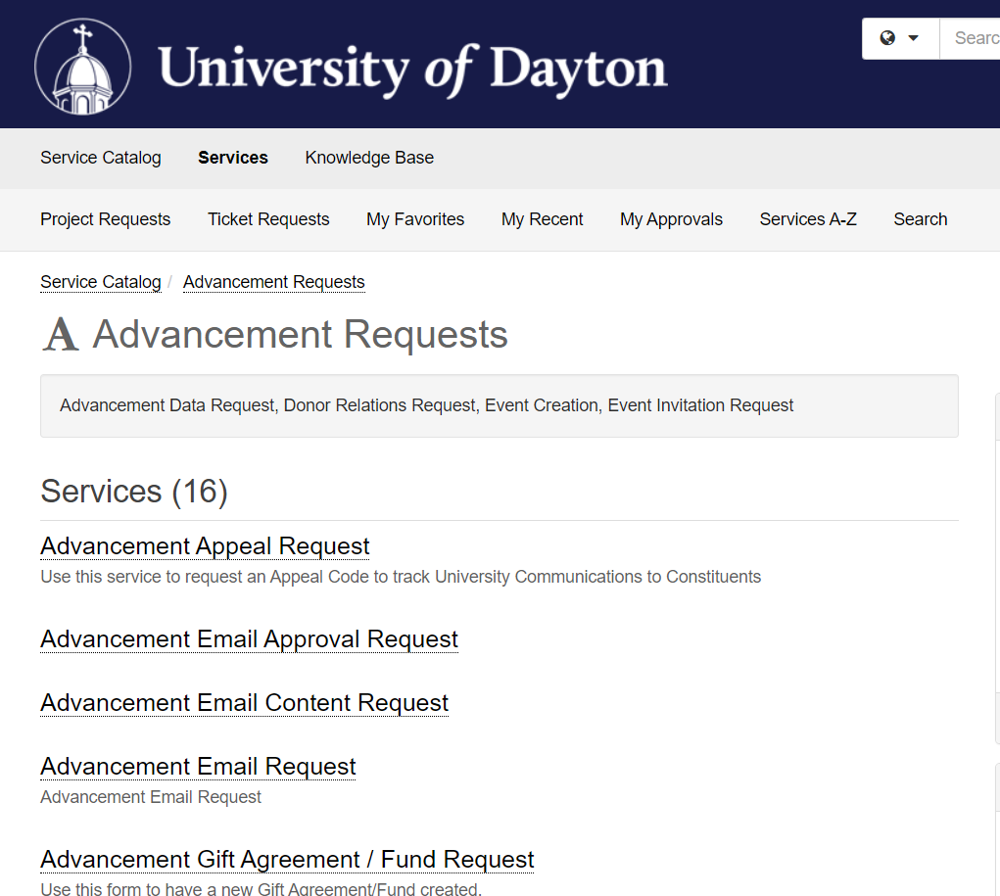 University of Dayton
Searc
Service Catalog Services Knowledge Base
Project Requests Ticket Requests My Favorites My Recent My Approvals Services A-Z Search
Service Catalog / Advancement Requests
A Advancement Requests
Advancement Data Request, Donor Relations Request, Event Creation, Event Invitation Request
Services (16)
Advancement Appeal Request
Use this service to request an Appeal Code to track University Communications to Constituents
Advancement Email Approval Request
Advancement Email Content Request
Advancement Email Request
Advancement Email Request
Advancement Gift Agreement / Fund Request
Use this form to have a new Gift Agreement/Fund created.